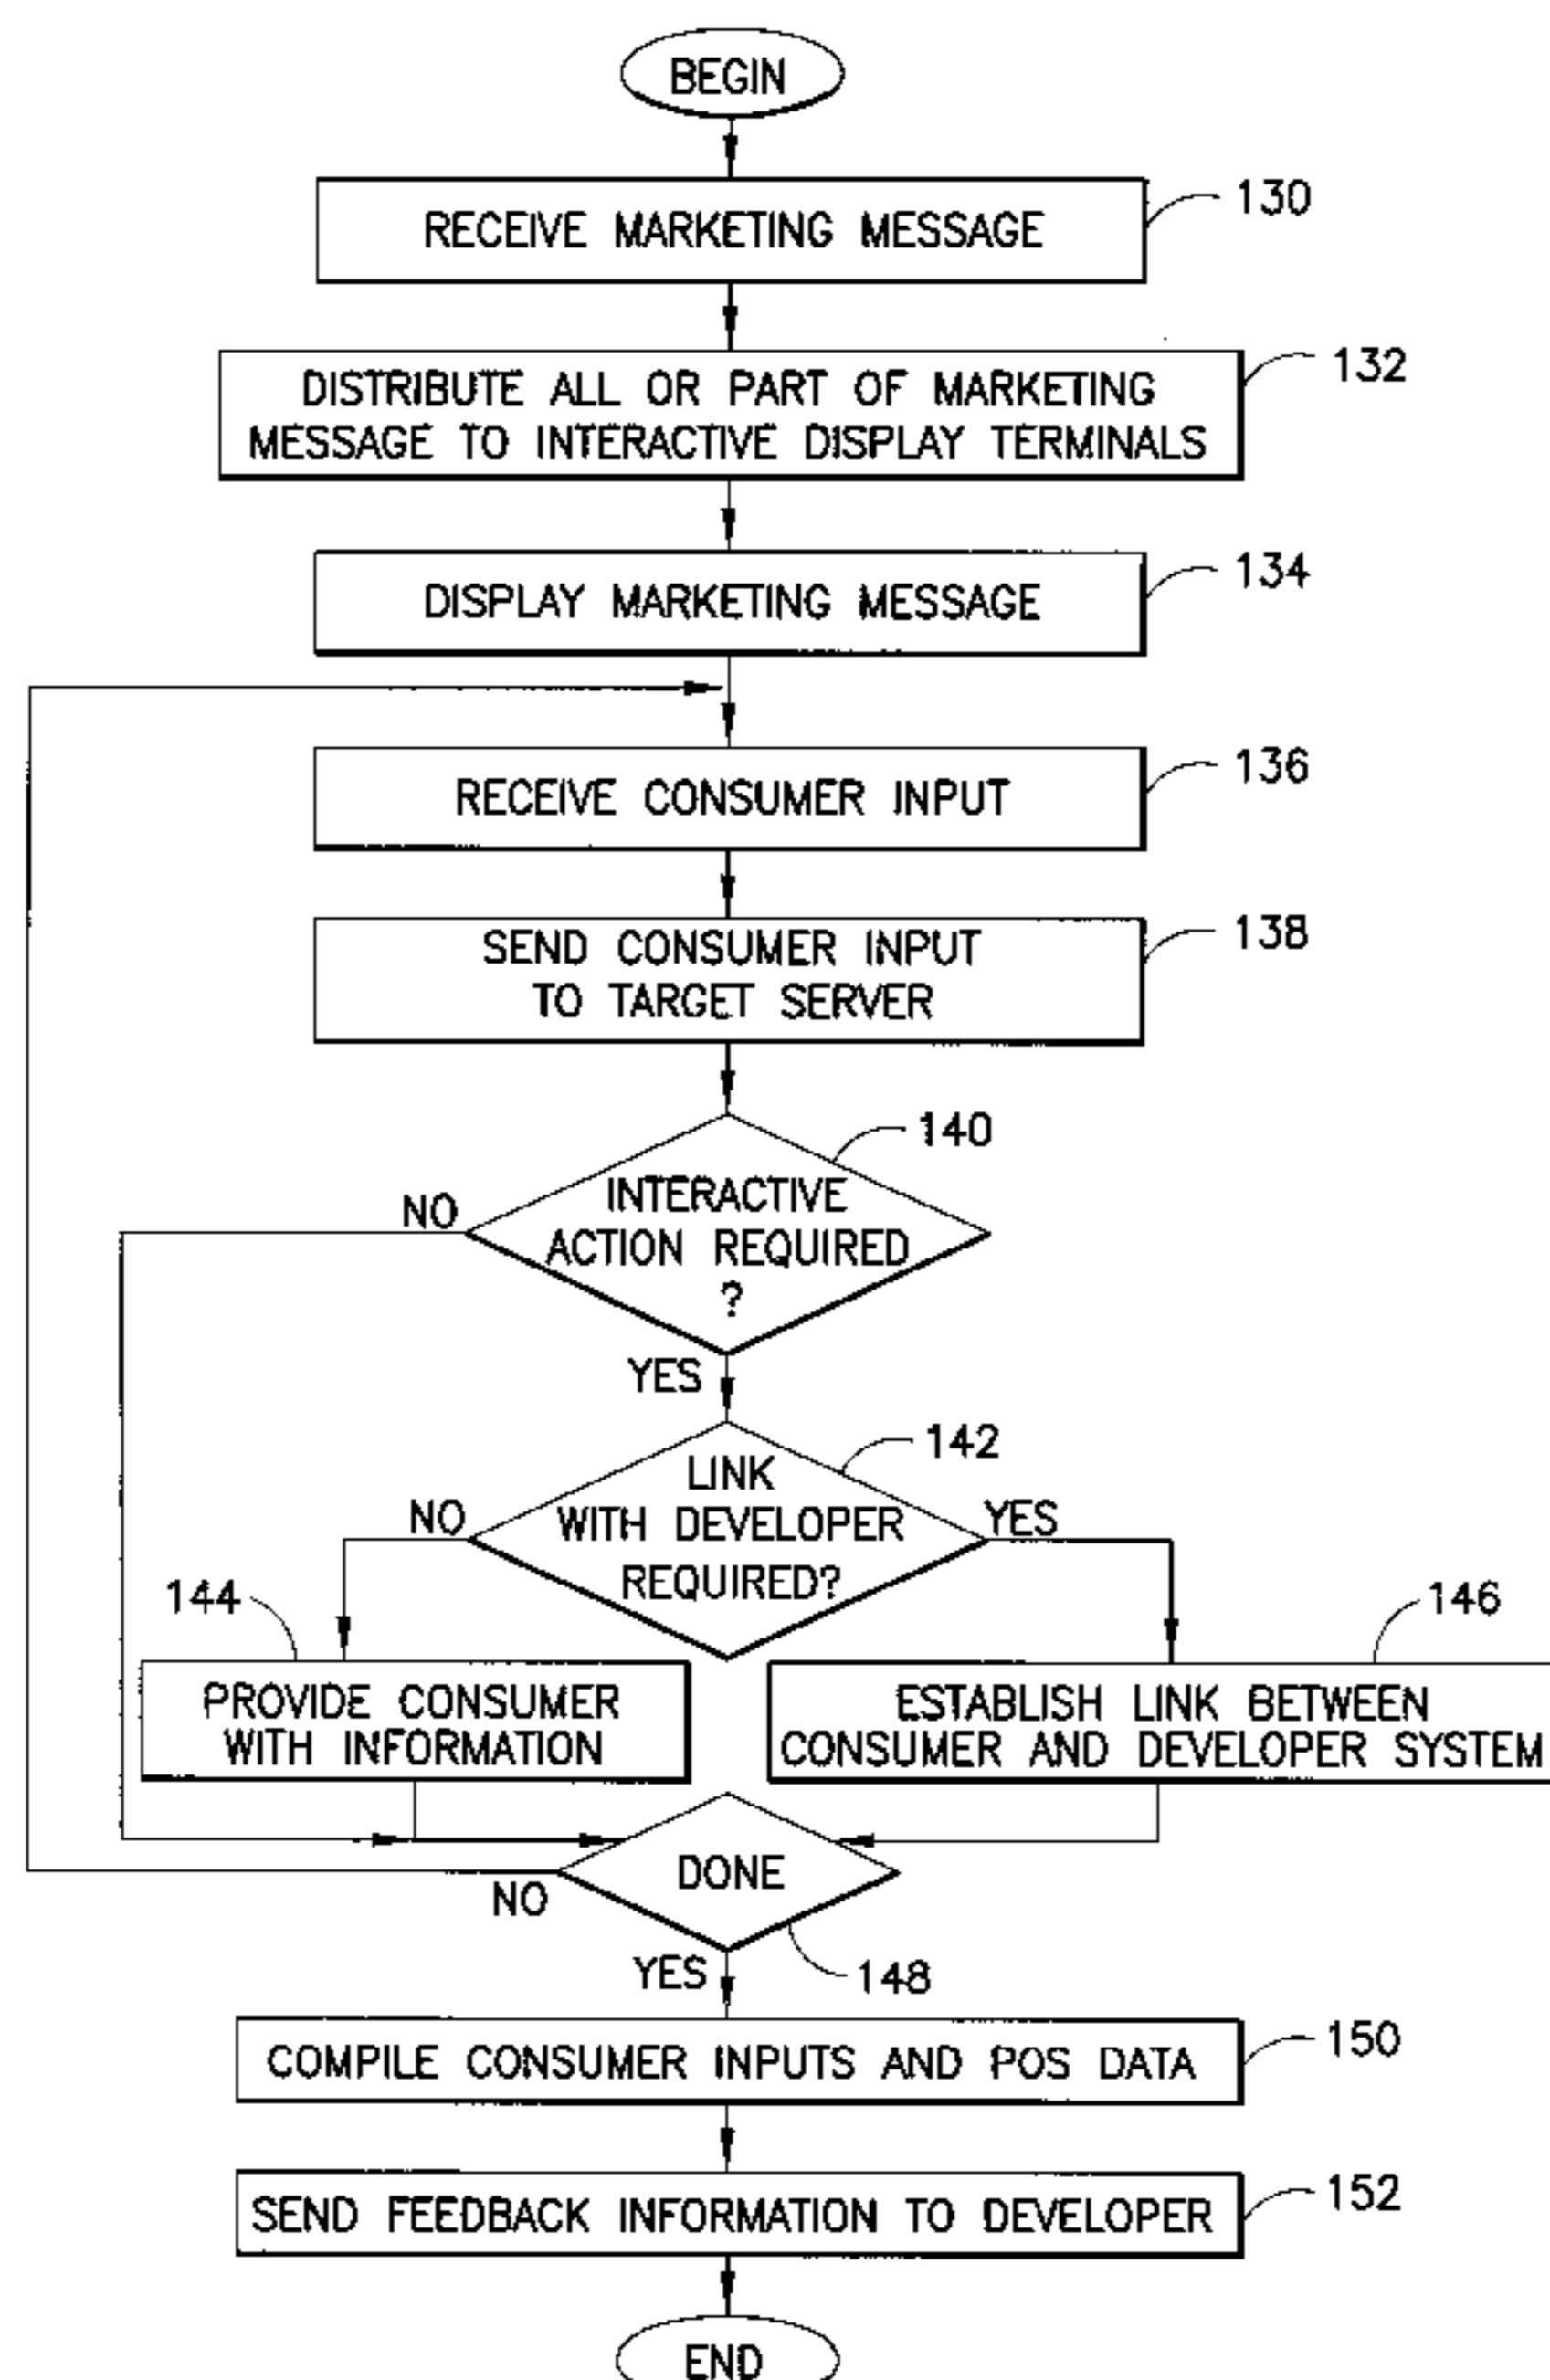 BEGIN
RECEIVE MARKETING MESSAGE
130
DISTRIBUTE ALL OR PART OF MARKETING
MESSAGE TO INTERACTIVE DISPLAY TERMINALS
132
DISPLAY MARKETING MESSAGE
134
RECEIVE CONSUMER INPUT
136
SEND CONSUMER INPUT
TO TARGET SERVER
138
140
NO
INTERACTIVE
ACTION REQUIRED
?
YES
142
NO
LINK
WITH DEVELOPER
REQUIRED?
YES
144
146
PROVIDE CONSUMER
WITH INFORMATION
ESTABLISH LINK BETWEEN
CONSUMER AND DEVELOPER SYSTEM
DONE
NO
YES
148
COMPILE CONSUMER INPUTS AND POS DATA
150
SEND FEEDBACK INFORMATION TO DEVELOPER
152
END